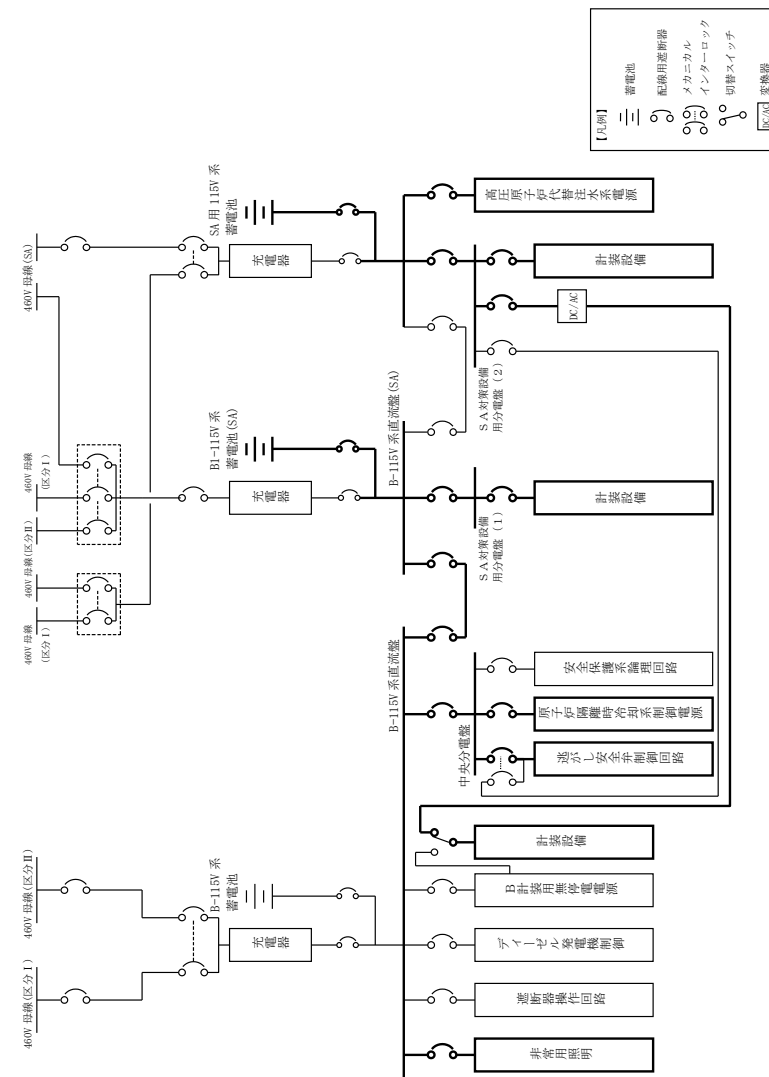 460V 母線(区分Ⅰ)
460V 母線(区分Ⅱ)
460V 母線
(区分Ⅰ)
460V 母線(区分Ⅱ)
460V 母線(区分Ⅱ)
460V 母線
(区分Ⅰ)
460V 母線(SA)
B-115V 系
蓄電池
充電器
B1-115V 系
蓄電池(SA)
充電器
SA 用 115V 系
蓄電池
充電器
B-115V 系直流盤
B-115V 系直流盤(SA)
中央分電盤
ＳＡ対策設備
用分電盤（1）
ＳＡ対策設備
用分電盤（2）
非常用照明
遮断器操作回路
ディーゼル発電機制御
Ｂ計装用無停電電源
計装設備
逃がし安全弁制御回路
原子炉隔離時冷却系制御電源
安全保護系論理回路
計装設備
DC/AC
計装設備
高圧原子炉代替注水系電源
【凡例】
蓄電池
配線用遮断器
メカニカル
インターロック
切替スイッチ
DC/AC 変換器